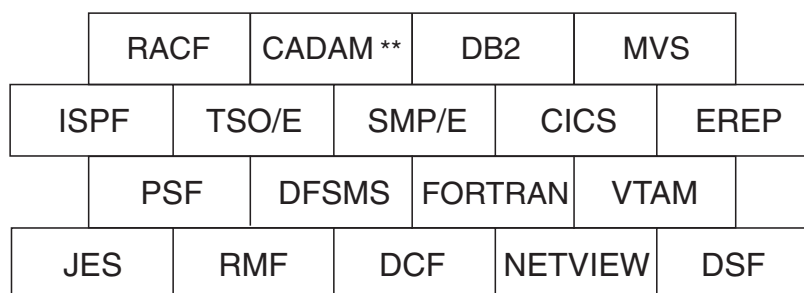 RACF CADAM ** DB2 MVS
ISPF TSO/E SMP/E CICS EREP
PSF DFSMS FORTRAN VTAM
JES RMF DCF NETVIEW DSF